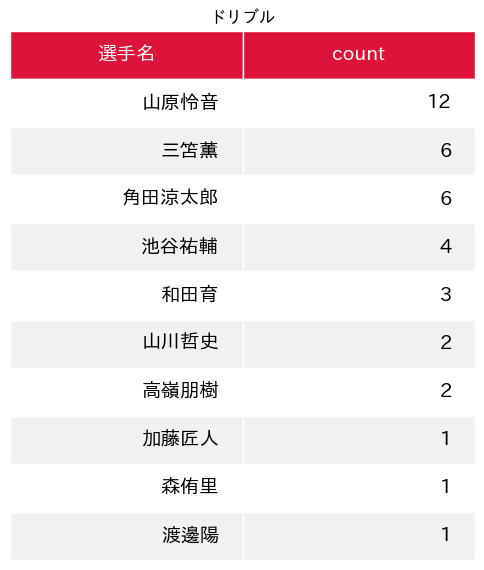 ドリブル
選手名 count
山原怜音 12
三笘薫 6
角田涼太郎 6
池谷祐輔 4
和田育 3
山川哲史 2
高嶺朋樹 2
加藤匠人 1
森侑里 1
渡邊陽 1